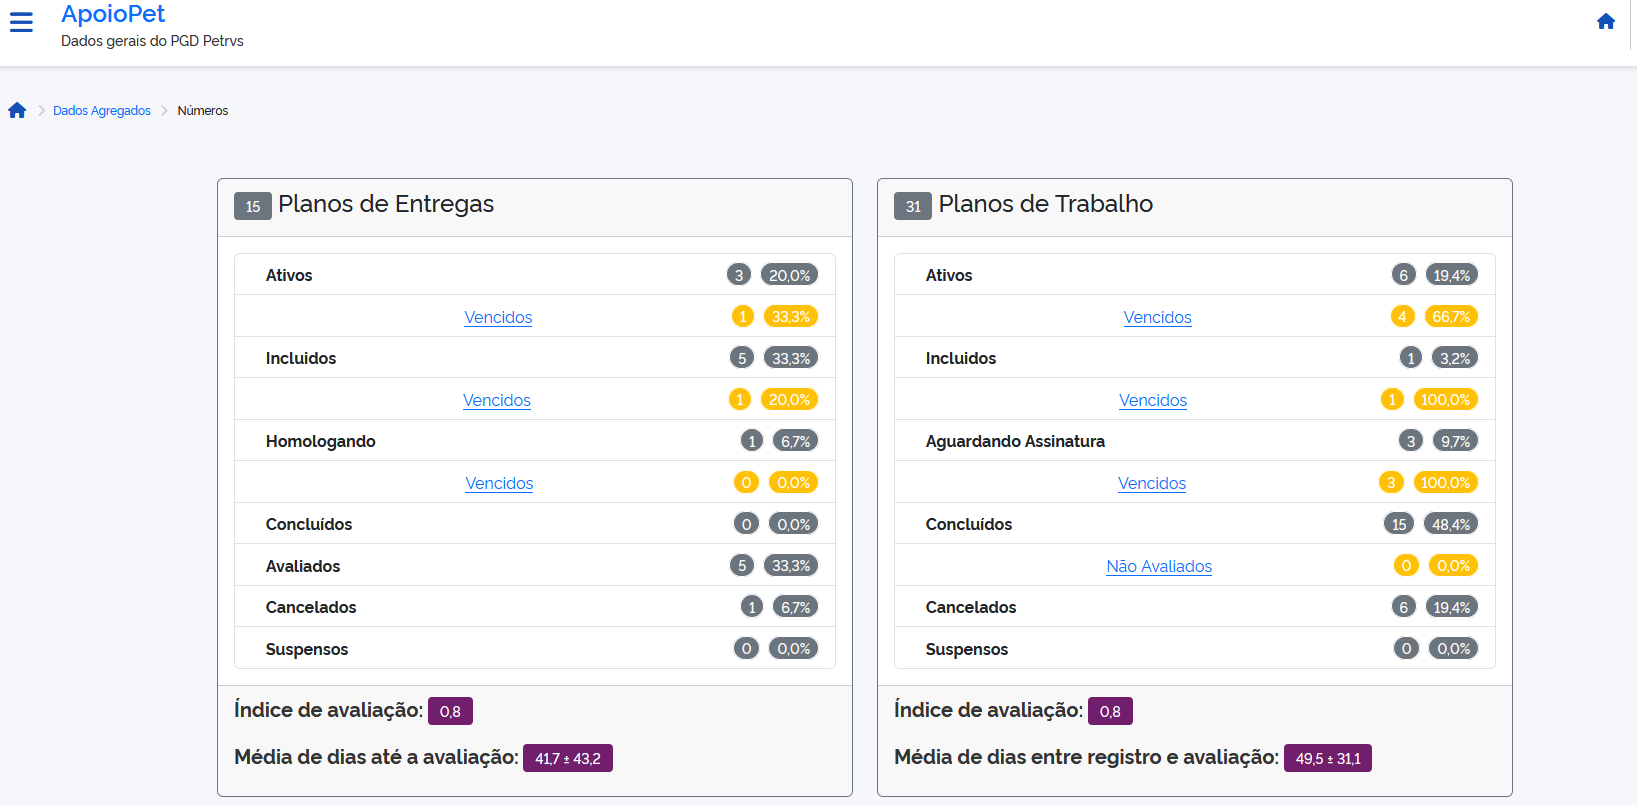 ApoioPet
Dados gerais do PGD Petrvs
Dados Agregados
Números
15 Planos de Entregas
Ativos 3 20,0%
Vencidos 1 33,3%
Incluidos 5 33,3%
Vencidos 1 20,0%
Homologando 1 6,7%
Vencidos 0 0,0%
Concluídos 0 0,0%
Avaliados 5 33,3%
Cancelados 1 6,7%
Suspensos 0 0,0%
Índice de avaliação: 0,8
Média de dias até a avaliação: 41,7 ± 43,2
31 Planos de Trabalho
Ativos 6 19,4%
Vencidos 4 66,7%
Incluidos 1 3,2%
Vencidos 1 100,0%
Aguardando Assinatura 3 9,7%
Vencidos 3 100,0%
Concluídos 15 48,4%
Não Avaliados 0 0,0%
Cancelados 6 19,4%
Suspensos 0 0,0%
Índice de avaliação: 0,8
Média de dias entre registro e avaliação: 49,5 ± 31,1